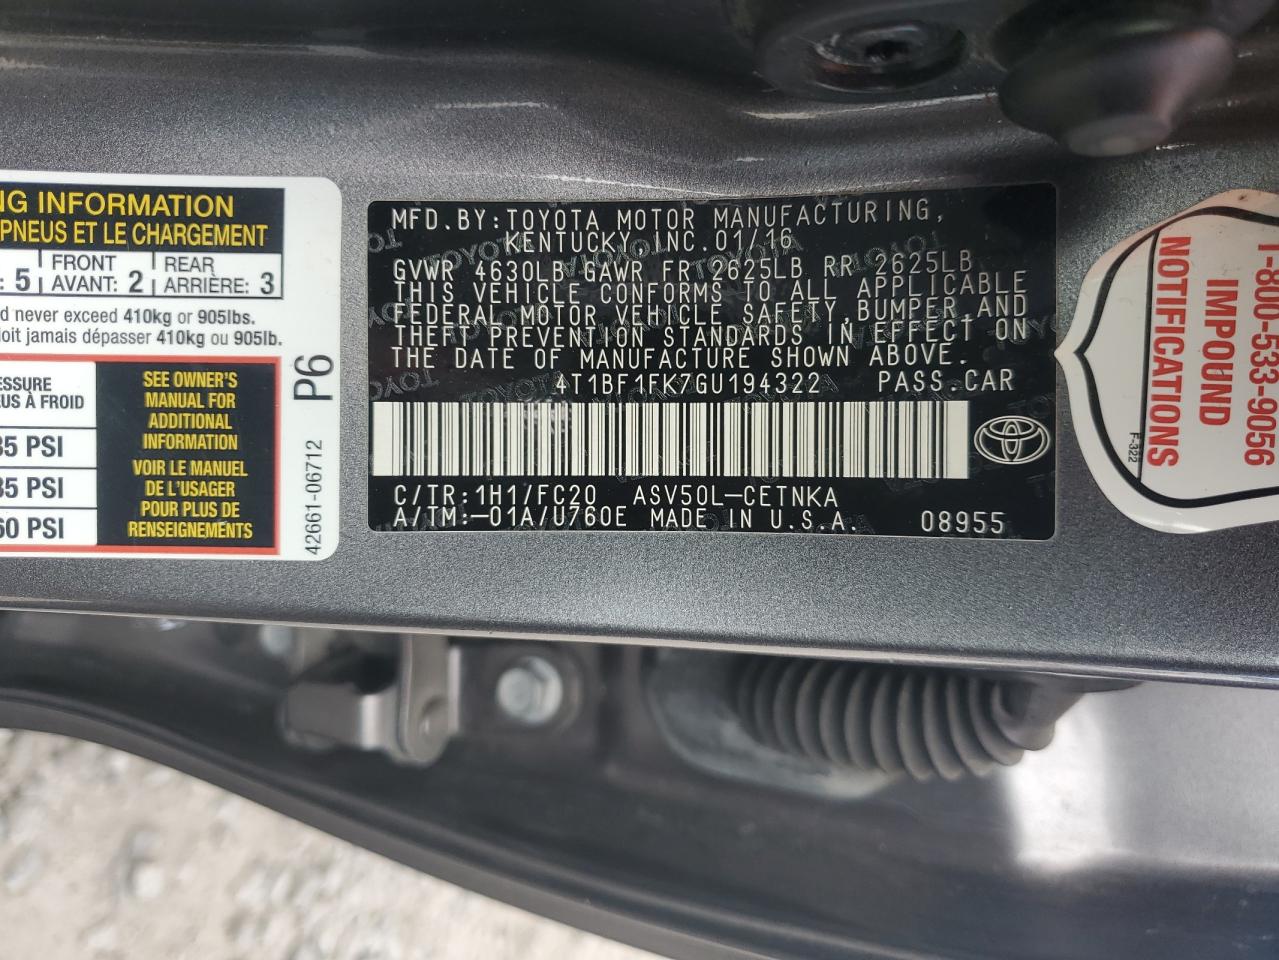 NG INFORMATION
PNEUS ET LE CHARGEMENT
: 5 FRONT AVANT: 2 REAR ARRIÈRE: 3
d never exceed 410kg or 905lbs.
doit jamais dépasser 410kg ou 905lb.
ESSURE
EUS À FROID
35 PSI
35 PSI
60 PSI
SEE OWNER'S
MANUAL FOR
ADDITIONAL
INFORMATION
VOIR LE MANUEL
DE L'USAGER
POUR PLUS DE
RENSEIGNEMENTS
P6
42661-06712
MFD.BY:TOYOTA MOTOR MANUFACTURING,
KENTUCKY,INC.01/16
GVWR 4630LB GAWR FR 2625LB RR 2625LB
THIS VEHICLE CONFORMS TO ALL APPLICABLE
FEDERAL MOTOR VEHICLE SAFETY,BUMPER,AND
THEFT PREVENTION STANDARDS IN EFFECT ON
THE DATE OF MANUFACTURE SHOWN ABOVE.
4T1BF1FK7GU194322 PASS.CAR
C/TR:1H1/FC20 ASV50L-CETNKA
A/TM:-01A/U760E MADE IN U.S.A. 08955
1-800-533-9056
IMPOUND
NOTIFICATIONS
F-322